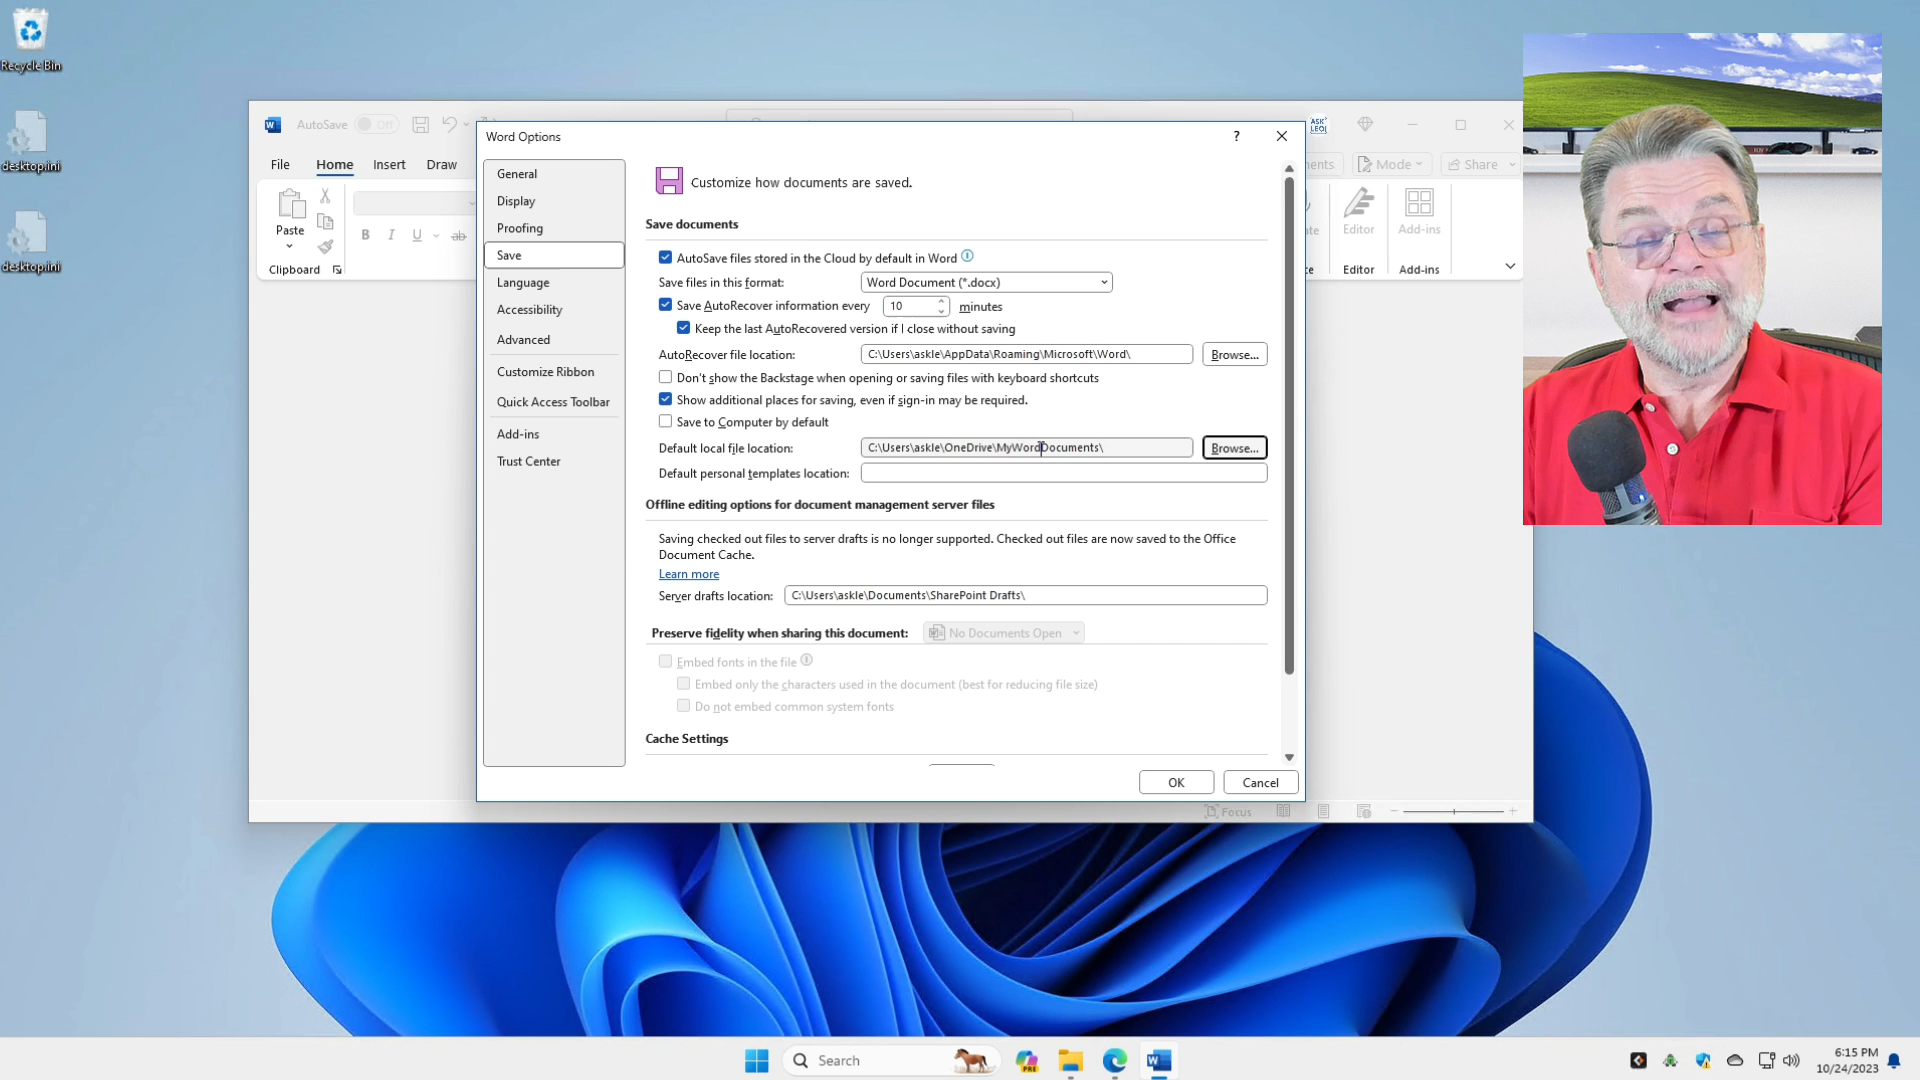 Recycle Bin
desktop.ini
desktop.ini
AutoSave Off
File Home Insert Draw
Mode Share
Paste
B I U ab
Clipboard
Editor Add-ins
Editor Add-ins
ASK LEO!
Word Options
?
General
Display
Proofing
Save
Language
Accessibility
Advanced
Customize Ribbon
Quick Access Toolbar
Add-ins
Trust Center
Customize how documents are saved.
Save documents
AutoSave files stored in the Cloud by default in Word
Save files in this format: Word Document (*.docx)
Save AutoRecover information every 10 minutes
Keep the last AutoRecovered version if I close without saving
AutoRecover file location: C:\Users\askle\AppData\Roaming\Microsoft\Word\ Browse...
Don't show the Backstage when opening or saving files with keyboard shortcuts
Show additional places for saving, even if sign-in may be required.
Save to Computer by default
Default local file location: C:\Users\askle\OneDrive\MyWordDocuments\ Browse...
Default personal templates location:
Offline editing options for document management server files
Saving checked out files to server drafts is no longer supported. Checked out files are now saved to the Office
Document Cache.
Learn more
Server drafts location: C:\Users\askle\Documents\SharePoint Drafts\
Preserve fidelity when sharing this document: No Documents Open
Embed fonts in the file
Embed only the characters used in the document (best for reducing file size)
Do not embed common system fonts
Cache Settings
OK Cancel
Focus
Search
PRE
6:15 PM
10/24/2023